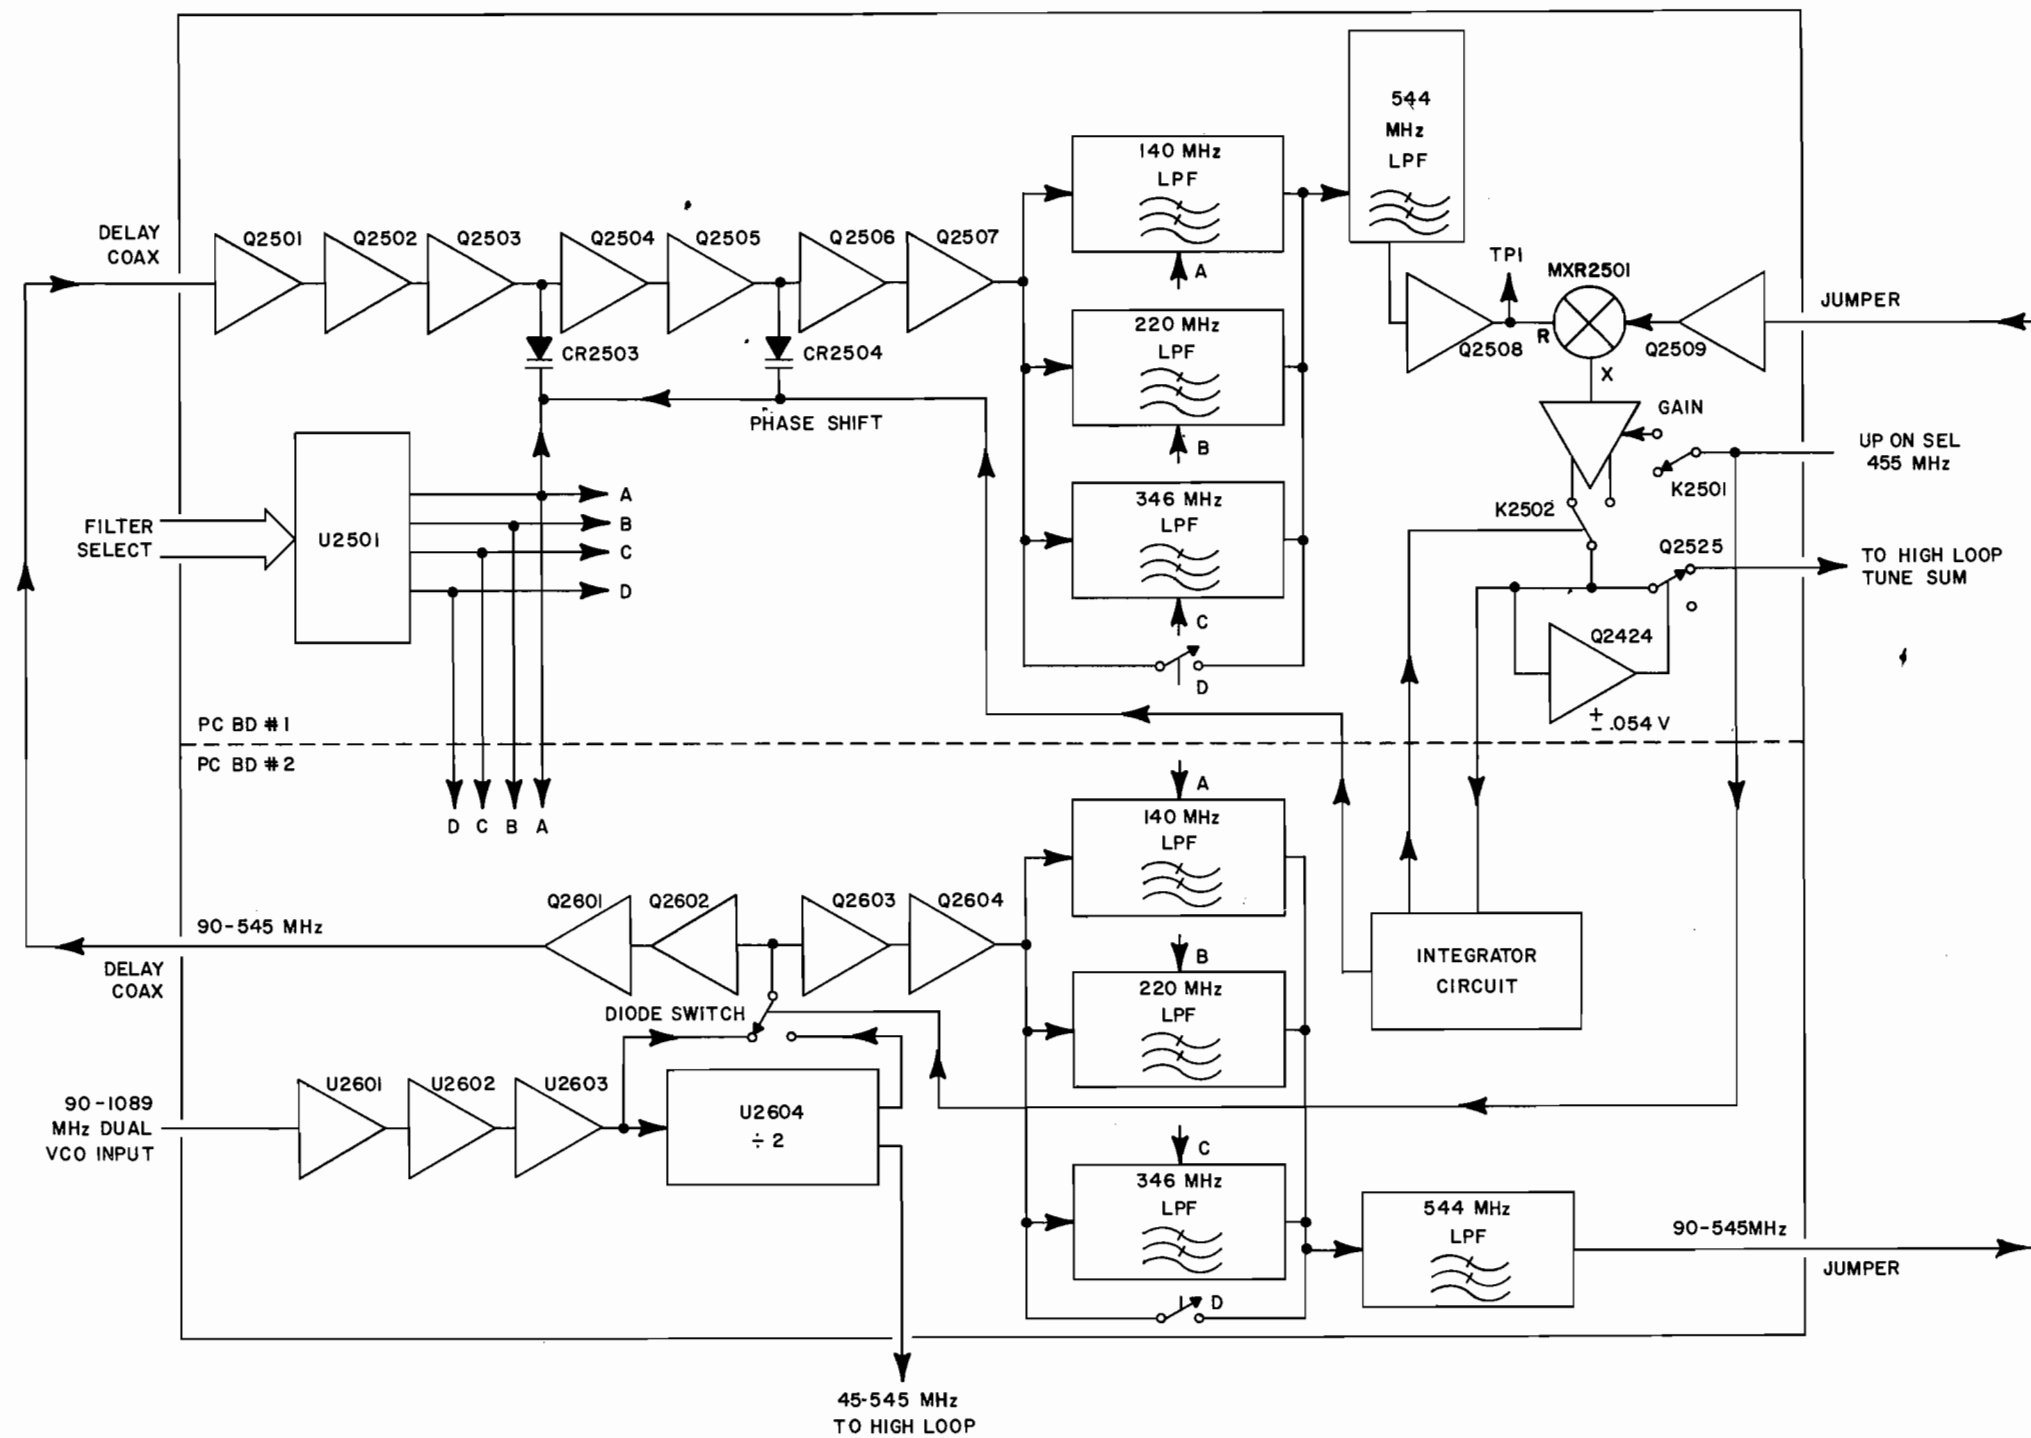 544
MHz
LPF
140 MHz
LPF
A
DELAY
COAX
Q2501
Q2502
Q2503
Q2504
Q2505
Q2506
Q2507
TP1
MXR2501
JUMPER
R
Q2508
Q2509
X
CR2503
CR2504
220 MHz
LPF
B
PHASE SHIFT
GAIN
UP ON SEL
455 MHz
K2501
K2502
FILTER
SELECT
U2501
A
B
C
D
346 MHz
LPF
C
D
Q2525
TO HIGH LOOP
TUNE SUM
Q2424
± .054 V
PC BD #1
PC BD #2
D C B A
A
140 MHz
LPF
Q2601
Q2602
Q2603
Q2604
90-545 MHz
DELAY
COAX
B
220 MHz
LPF
INTEGRATOR
CIRCUIT
DIODE SWITCH
90-1089
MHz DUAL
VCO INPUT
U2601
U2602
U2603
U2604
÷ 2
C
346 MHz
LPF
D
544 MHz
LPF
90-545MHz
JUMPER
45-545 MHz
TO HIGH LOOP